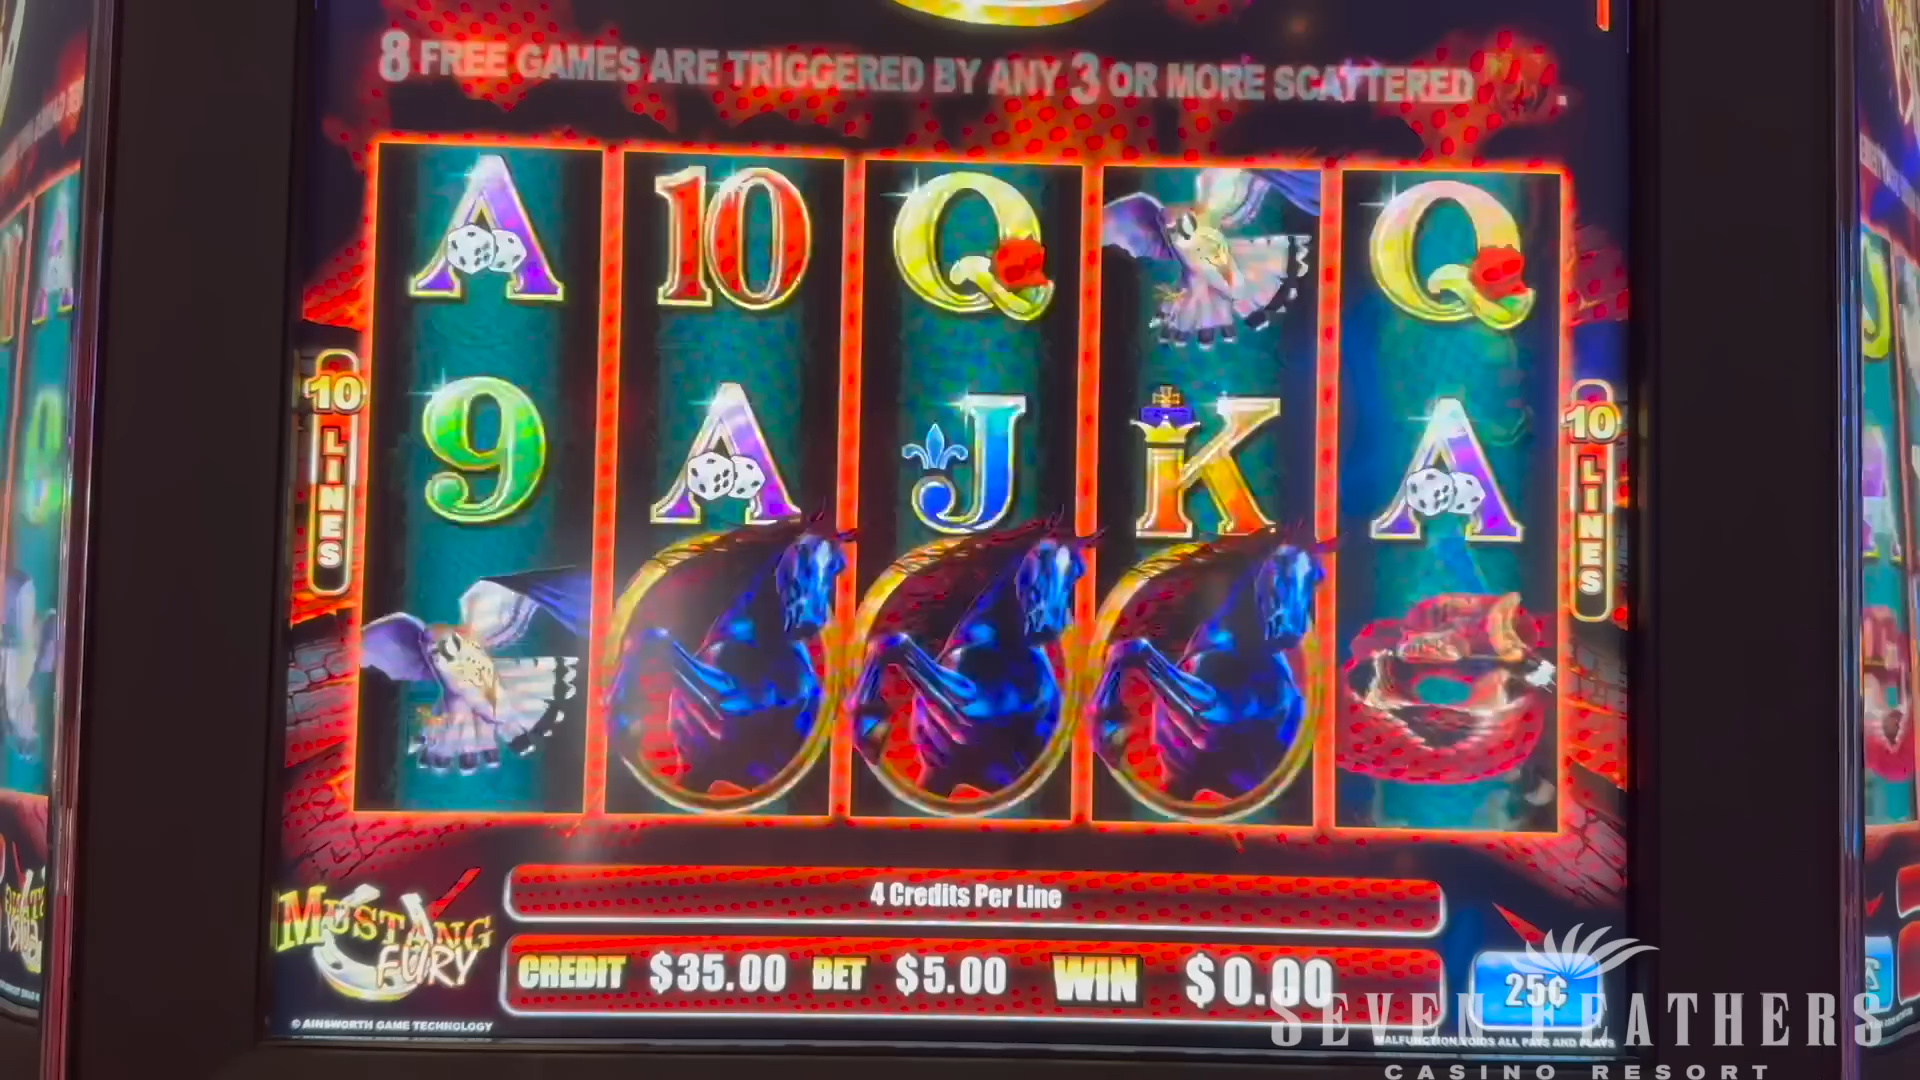 8 FREE GAMES ARE TRIGGERED BY ANY 3 OR MORE SCATTERED .
A 10 Q Q
10 LINES
9 A J K A
10 LINES
4 Credits Per Line
MUSTANG FURY
CREDIT $35.00 BET $5.00 WIN $0.00
25¢
© AINSWORTH GAME TECHNOLOGY
MALFUNCTION VOIDS ALL PAYS AND PLAYS
SEVEN FEATHERS
CASINO RESORT